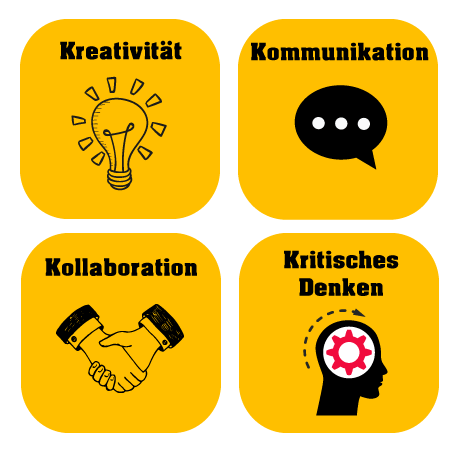 Kreativität
Kommunikation
Kollaboration
Kritisches
Denken